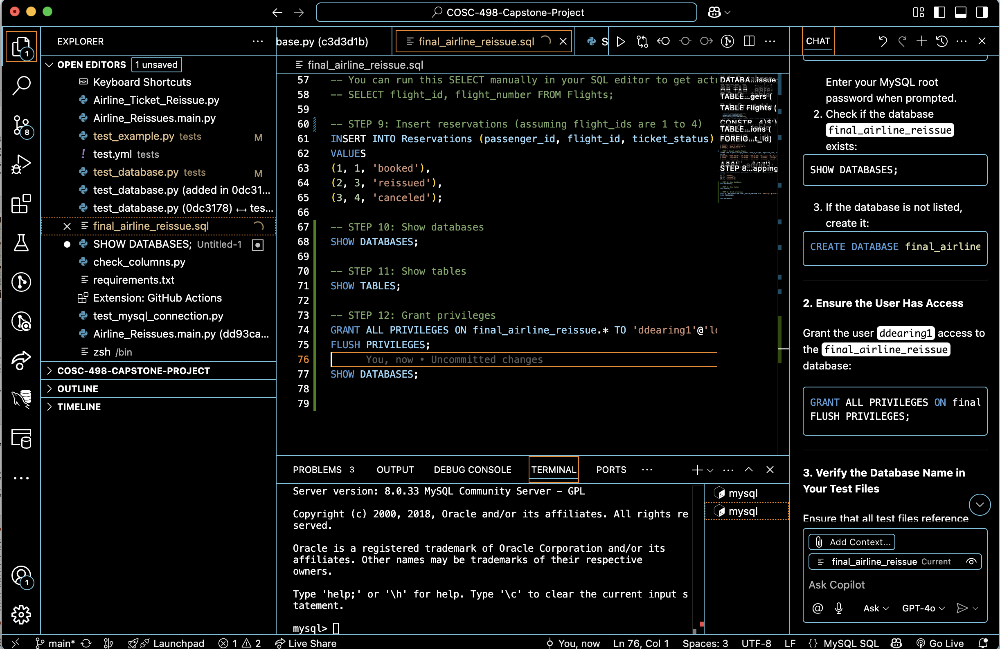 COSC-498-Capstone-Project
EXPLORER
1
OPEN EDITORS 1 unsaved
Keyboard Shortcuts
Airline_Ticket_Reissue.py
Airline_Reissues.main.py
test_example.py tests M
! test.yml tests
test_database.py tests M
test_database.py (added in 0dc31...
test_database.py (0dc3178) ⟷ tes...
final_airline_reissue.sql
SHOW DATABASES; Untitled-1
check_columns.py
requirements.txt
Extension: GitHub Actions
test_mysql_connection.py
Airline_Reissues.main.py (dd93ca...
zsh /bin
COSC-498-CAPSTONE-PROJECT
OUTLINE
TIMELINE
8
1
base.py (c3d3d1b)
final_airline_reissue.sql
S
final_airline_reissue.sql
57 -- You can run this SELECT manually in your SQL editor to get actu
58 -- SELECT flight_id, flight_number FROM Flights;
59
60 -- STEP 9: Insert reservations (assuming flight_ids are 1 to 4)
61 INSERT INTO Reservations (passenger_id, flight_id, ticket_status)
62 VALUES
63 (1, 1, 'booked'),
64 (2, 3, 'reissued'),
65 (3, 4, 'canceled');
66
67 -- STEP 10: Show databases
68 SHOW DATABASES;
69
70 -- STEP 11: Show tables
71 SHOW TABLES;
72
73 -- STEP 12: Grant privileges
74 GRANT ALL PRIVILEGES ON final_airline_reissue.* TO 'ddearing1'@'lo
75 FLUSH PRIVILEGES;
76 You, now • Uncommitted changes
77 SHOW DATABASES;
78
79
DATABA...issue;
TABLE...gers (
TABLE Flights (
CONSTR...4}$')
TABLE...ions (
FOREIG...t_id)
STEP 8...apping
PROBLEMS 3 OUTPUT DEBUG CONSOLE TERMINAL PORTS
Server version: 8.0.33 MySQL Community Server - GPL
Copyright (c) 2000, 2018, Oracle and/or its affiliates. All rights re
served.
Oracle is a registered trademark of Oracle Corporation and/or its
affiliates. Other names may be trademarks of their respective
owners.
Type 'help;' or '\h' for help. Type '\c' to clear the current input s
tatement.
mysql>
mysql
mysql
CHAT
Enter your MySQL root
password when prompted.
2. Check if the database
final_airline_reissue
exists:
SHOW DATABASES;
3. If the database is not listed,
create it:
CREATE DATABASE final_airline
2. Ensure the User Has Access
Grant the user ddearing1 access to
the final_airline_reissue
database:
GRANT ALL PRIVILEGES ON final
FLUSH PRIVILEGES;
3. Verify the Database Name in
Your Test Files
Ensure that all test files reference
Add Context...
final_airline_reissue Current
Ask Copilot
@ Ask GPT-4o
main* Launchpad 1 2 Live Share You, now Ln 76, Col 1 Spaces: 3 UTF-8 LF {} MySQL SQL Go Live